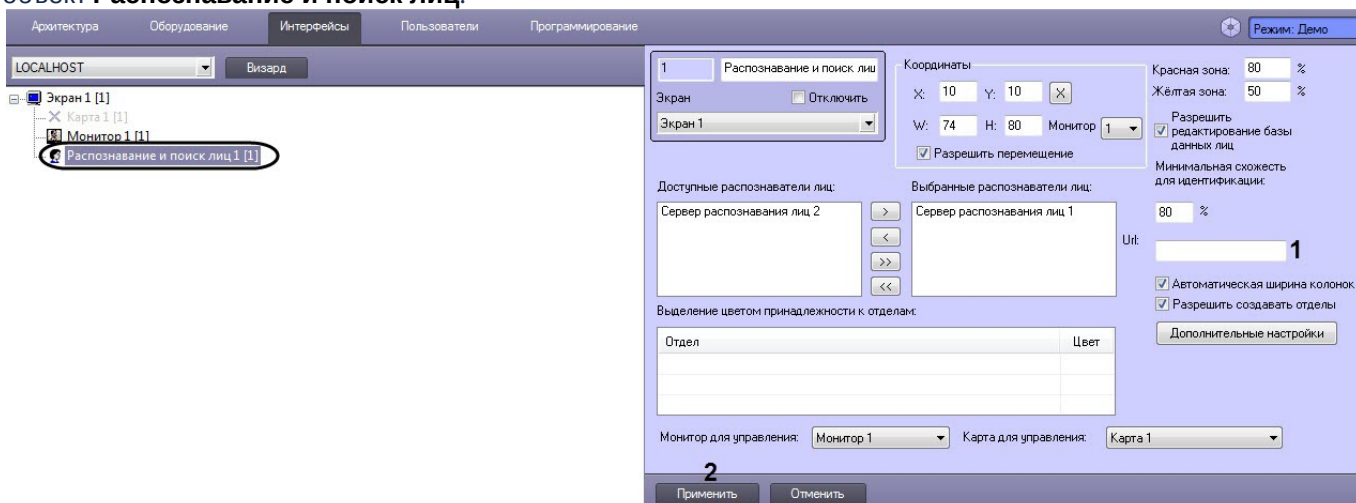 объект Распознавание и поиск лиц.
Архитектура Оборудование Интерфейсы Пользователи Программирование Режим: Демо
LOCALHOST Визард
Экран 1 [1]
Карта 1 [1]
Монитор 1 [1]
Распознавание и поиск лиц 1 [1]
1 Распознавание и поиск лиц
Экран Отключить
Экран 1
Координаты
X: 10 Y: 10 X
W: 74 H: 80 Монитор 1
Разрешить перемещение
Красная зона: 80 %
Жёлтая зона: 50 %
Разрешить
редактирование базы
данных лиц
Минимальная схожесть
для идентификации:
80 %
Доступные распознаватели лиц:
Сервер распознавания лиц 2
>
<
>>
<<
Выбранные распознаватели лиц:
Сервер распознавания лиц 1
Url: 1
Автоматическая ширина колонок
Разрешить создавать отделы
Дополнительные настройки
Выделение цветом принадлежности к отделам:
Отдел Цвет
Монитор для управления: Монитор 1 Карта для управления: Карта 1
2
Применить Отменить